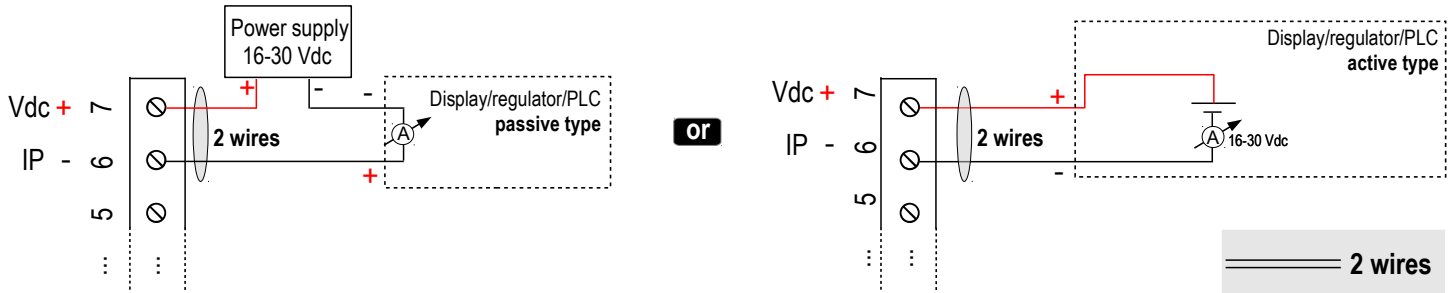 Power supply
16-30 Vdc
+
-
-
Display/regulator/PLC
passive type
Vdc +
7
2 wires
A
IP -
6
+
5
...
...
or
Display/regulator/PLC
active type
Vdc +
7
+
2 wires
A
16-30 Vdc
IP -
6
-
5
...
...
2 wires